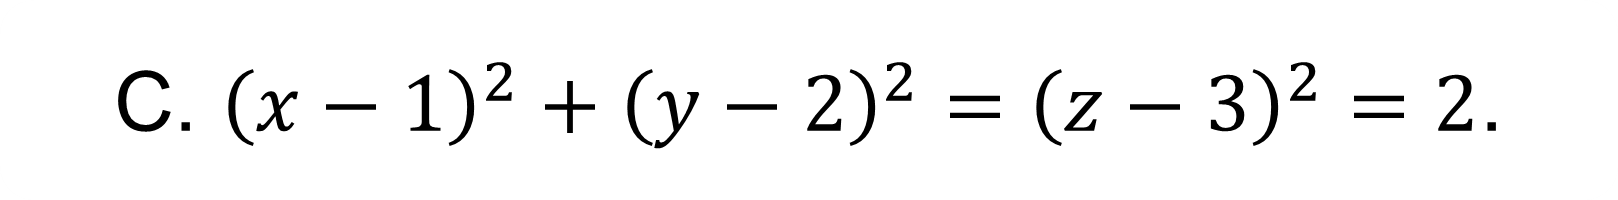 C. (x − 1)² + (y − 2)² = (z − 3)² = 2.